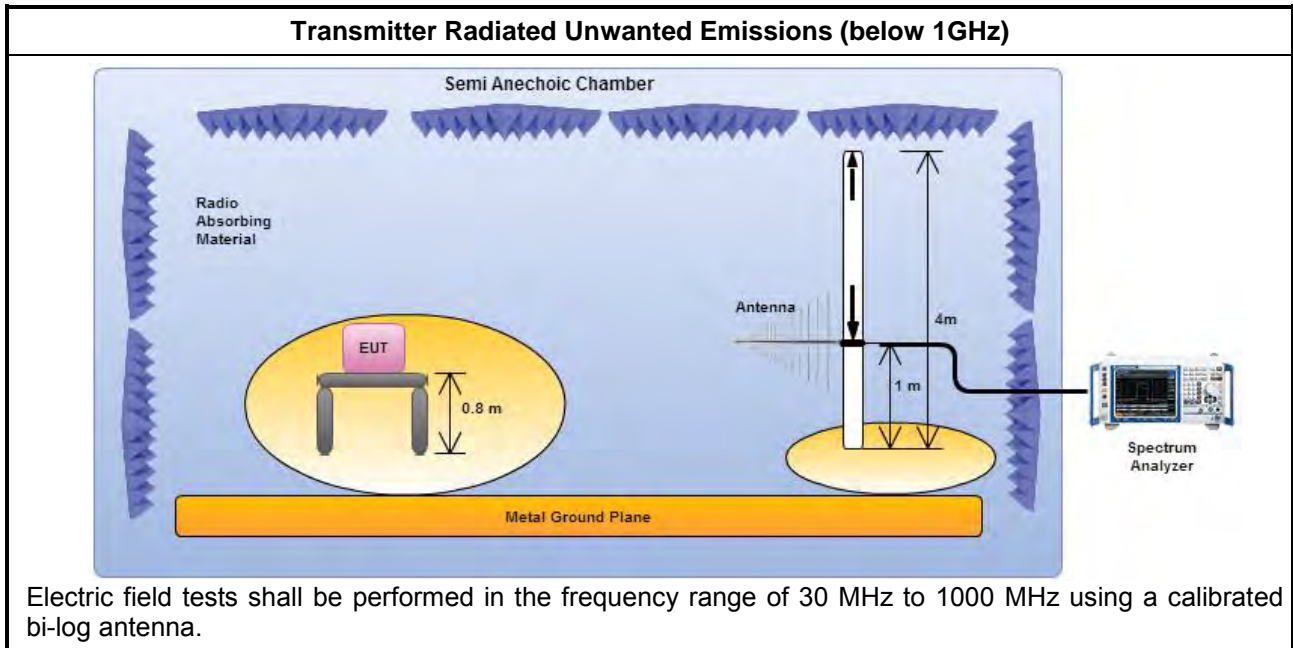 Transmitter Radiated Unwanted Emissions (below 1GHz)
Semi Anechoic Chamber
Radio
Absorbing
Material
Antenna
4m
EUT
1 m
0.8 m
Spectrum
Analyzer
Metal Ground Plane
Electric field tests shall be performed in the frequency range of 30 MHz to 1000 MHz using a calibrated
bi-log antenna.